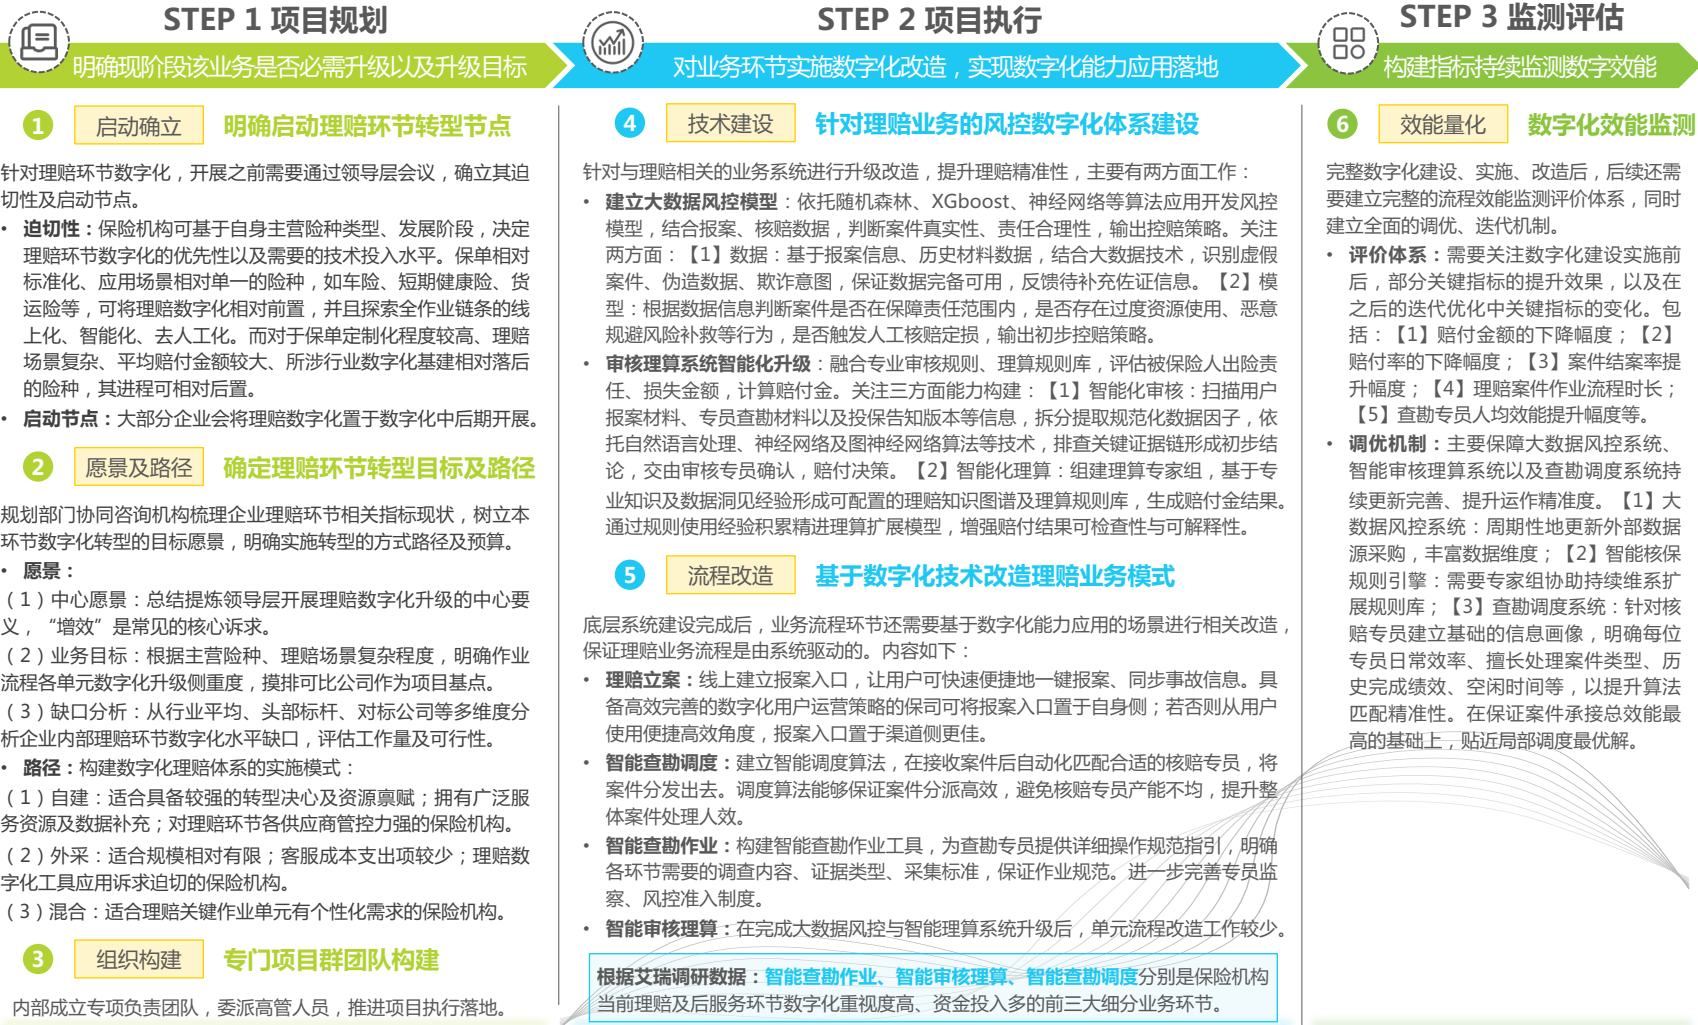 STEP 1 项目规划
明确现阶段该业务是否必需升级以及升级目标
1 启动确立 明确启动理赔环节转型节点
针对理赔环节数字化，开展之前需要通过领导层会议，确立其迫
切性及启动节点。
• 迫切性：保险机构可基于自身主营险种类型、发展阶段，决定
理赔环节数字化的优先性以及需要的技术投入水平。保单相对
标准化、应用场景相对单一的险种，如车险、短期健康险、货
运险等，可将理赔数字化相对前置，并且探索全作业链条的线
上化、智能化、去人工化。而对于保单定制化程度较高、理赔
场景复杂、平均赔付金额较大、所涉行业数字化基建相对落后
的险种，其进程可相对后置。
• 启动节点：大部分企业会将理赔数字化置于数字化中后期开展。
2 愿景及路径 确定理赔环节转型目标及路径
规划部门协同咨询机构梳理企业理赔环节相关指标现状，树立本
环节数字化转型的目标愿景，明确实施转型的方式路径及预算。
• 愿景：
（1）中心愿景：总结提炼领导层开展理赔数字化升级的中心要
义，“增效”是常见的核心诉求。
（2）业务目标：根据主营险种、理赔场景复杂程度，明确作业
流程各单元数字化升级侧重度，摸排可比公司作为项目基点。
（3）缺口分析：从行业平均、头部标杆、对标公司等多维度分
析企业内部理赔环节数字化水平缺口，评估工作量及可行性。
• 路径：构建数字化理赔体系的实施模式：
（1）自建：适合具备较强的转型决心及资源禀赋；拥有广泛服
务资源及数据补充；对理赔环节各供应商管控力强的保险机构。
（2）外采：适合规模相对有限；客服成本支出项较少；理赔数
字化工具应用诉求迫切的保险机构。
（3）混合：适合理赔关键作业单元有个性化需求的保险机构。
3 组织构建 专门项目群团队构建
内部成立专项负责团队，委派高管人员，推进项目执行落地。
STEP 2 项目执行
对业务环节实施数字化改造，实现数字化能力应用落地
4 技术建设 针对理赔业务的风控数字化体系建设
针对与理赔相关的业务系统进行升级改造，提升理赔精准性，主要有两方面工作：
• 建立大数据风控模型：依托随机森林、XGboost、神经网络等算法应用开发风控
模型，结合报案、核赔数据，判断案件真实性、责任合理性，输出控赔策略。关注
两方面：【1】数据：基于报案信息、历史材料数据，结合大数据技术，识别虚假
案件、伪造数据、欺诈意图，保证数据完备可用，反馈待补充佐证信息。【2】模
型：根据数据信息判断案件是否在保障责任范围内，是否存在过度资源使用、恶意
规避风险补救等行为，是否触发人工核赔定损，输出初步控赔策略。
• 审核理算系统智能化升级：融合专业审核规则、理算规则库，评估被保险人出险责
任、损失金额，计算赔付金。关注三方面能力构建：【1】智能化审核：扫描用户
报案材料、专员查勘材料以及投保告知版本等信息，拆分提取规范化数据因子，依
托自然语言处理、神经网络及图神经网络算法等技术，排查关键证据链形成初步结
论，交由审核专员确认，赔付决策。【2】智能化理算：组建理算专家组，基于专
业知识及数据洞见经验形成可配置的理赔知识图谱及理算规则库，生成赔付金结果。
通过规则使用经验积累精进理算扩展模型，增强赔付结果可检查性与可解释性。
5 流程改造 基于数字化技术改造理赔业务模式
底层系统建设完成后，业务流程环节还需要基于数字化能力应用的场景进行相关改造，
保证理赔业务流程是由系统驱动的。内容如下：
• 理赔立案：线上建立报案入口，让用户可快速便捷地一键报案、同步事故信息。具
备高效完善的数字化用户运营策略的保司可将报案入口置于自身侧；若否则从用户
使用便捷高效角度，报案入口置于渠道侧更佳。
• 智能查勘调度：建立智能调度算法，在接收案件后自动化匹配合适的核赔专员，将
案件分发出去。调度算法能够保证案件分派高效，避免核赔专员产能不均，提升整
体案件处理人效。
• 智能查勘作业：构建智能查勘作业工具，为查勘专员提供详细操作规范指引，明确
各环节需要的调查内容、证据类型、采集标准，保证作业规范。进一步完善专员监
察、风控准入制度。
• 智能审核理算：在完成大数据风控与智能理算系统升级后，单元流程改造工作较少。
根据艾瑞调研数据：智能查勘作业、智能审核理算、智能查勘调度分别是保险机构
当前理赔及后服务环节数字化重视度高、资金投入多的前三大细分业务环节。
STEP 3 监测评估
构建指标持续监测数字效能
6 效能量化 数字化效能监测
完整数字化建设、实施、改造后，后续还需
要建立完整的流程效能监测评价体系，同时
建立全面的调优、迭代机制。
• 评价体系：需要关注数字化建设实施前
后，部分关键指标的提升效果，以及在
之后的迭代优化中关键指标的变化。包
括：【1】赔付金额的下降幅度；【2】
赔付率的下降幅度；【3】案件结案率提
升幅度；【4】理赔案件作业流程时长；
【5】查勘专员人均效能提升幅度等。
• 调优机制：主要保障大数据风控系统、
智能审核理算系统以及查勘调度系统持
续更新完善、提升运作精准度。【1】大
数据风控系统：周期性地更新外部数据
源采购，丰富数据维度；【2】智能核保
规则引擎：需要专家组协助持续维系扩
展规则库；【3】查勘调度系统：针对核
赔专员建立基础的信息画像，明确每位
专员日常效率、擅长处理案件类型、历
史完成绩效、空闲时间等，以提升算法
匹配精准性。在保证案件承接总效能最
高的基础上，贴近局部调度最优解。